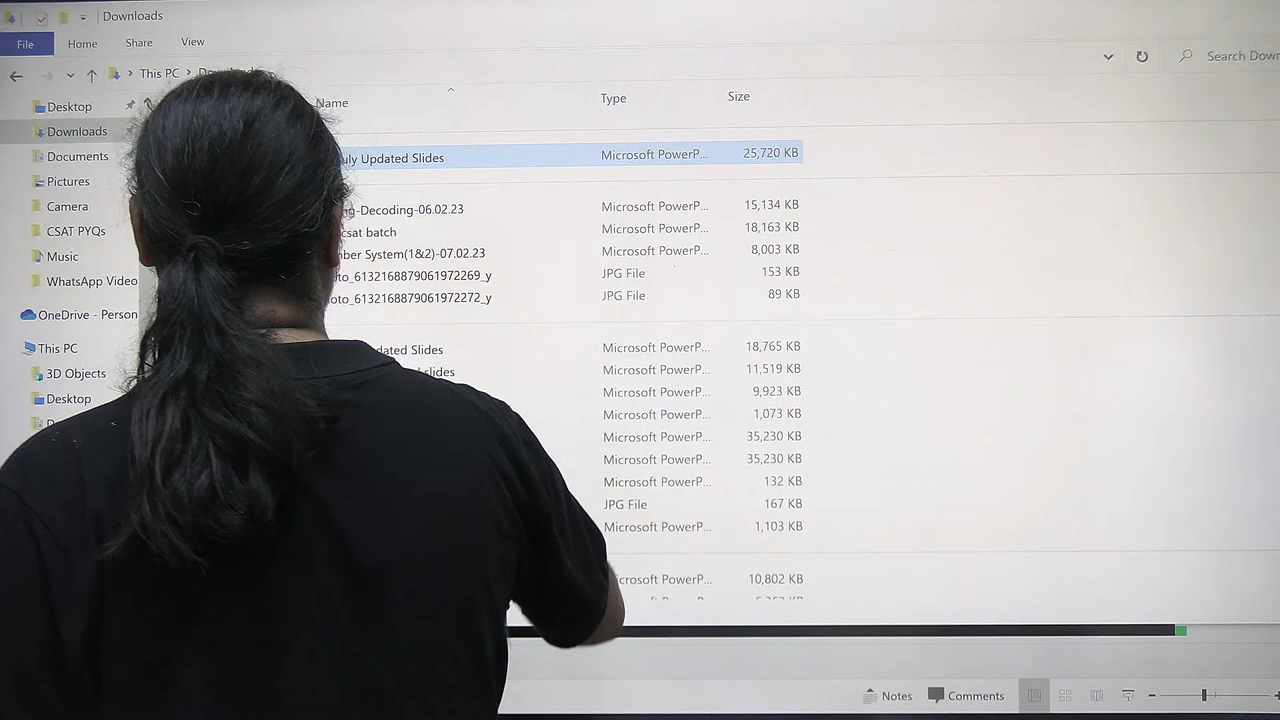 Downloads
File Home Share View
This PC > Search Down
Name Type Size
Desktop
Downloads
Documents
Pictures
Camera
CSAT PYQs
Music
WhatsApp Video
OneDrive - Person
This PC
3D Objects
Desktop
uly Updated Slides Microsoft PowerP... 25,720 KB
ng-Decoding-06.02.23 Microsoft PowerP... 15,134 KB
csat batch Microsoft PowerP... 18,163 KB
mber System(1&2)-07.02.23 Microsoft PowerP... 8,003 KB
oto_6132168879061972269_y JPG File 153 KB
oto_6132168879061972272_y JPG File 89 KB
dated Slides Microsoft PowerP... 18,765 KB
slides Microsoft PowerP... 11,519 KB
Microsoft PowerP... 9,923 KB
Microsoft PowerP... 1,073 KB
Microsoft PowerP... 35,230 KB
Microsoft PowerP... 35,230 KB
Microsoft PowerP... 132 KB
JPG File 167 KB
Microsoft PowerP... 1,103 KB
icrosoft PowerP... 10,802 KB
Notes Comments